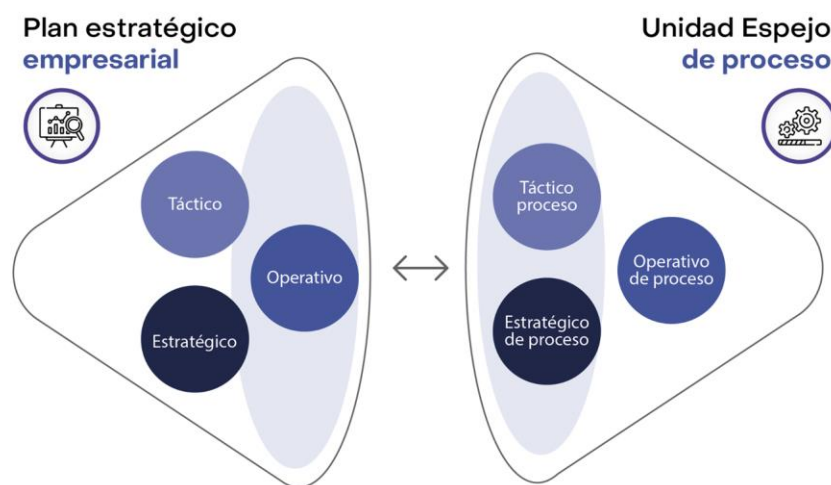 Plan estratégico
empresarial
Táctico
Operativo
Estratégico
Unidad Espejo
de proceso
Táctico
proceso
Operativo
de proceso
Estratégico
de proceso